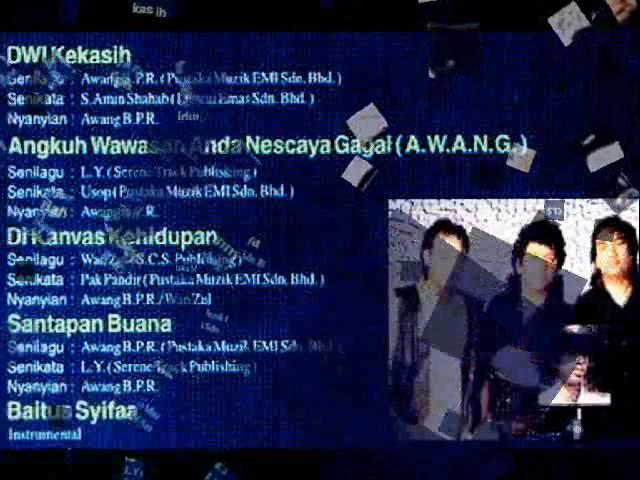 kasih
DWI Kekasih
Senilagu : Awang B.P.R. ( Pustaka Muzik EMI Sdn. Bhd. )
Senikata : S. Amin Shahab (
Nyanyian : Awang B.P.R.
Angkuh Wawasan Anda Nescaya Gagal ( A.W.A.N.G. )
Senilagu : L.Y. ( Serene Track Publishing )
Senikata : Usop ( Pustaka Muzik EMI Sdn. Bhd. )
Nyanyian : Awang B.P.R.
Di Kanvas Kehidupan
Senilagu : S.C.S. Publishing )
Senikata : Pak Pandir ( Pustaka Muzik EMI Sdn. Bhd. )
Nyanyian : Awang B.P.R. / Wan Zul
Santapan Buana
Senilagu : Awang B.P.R. ( Pustaka Muzik EMI Sdn.
Senikata : L.Y. ( Serene Track Publishing )
Nyanyian : Awang B.P.R.
Baitus Syifaa
Instrumental